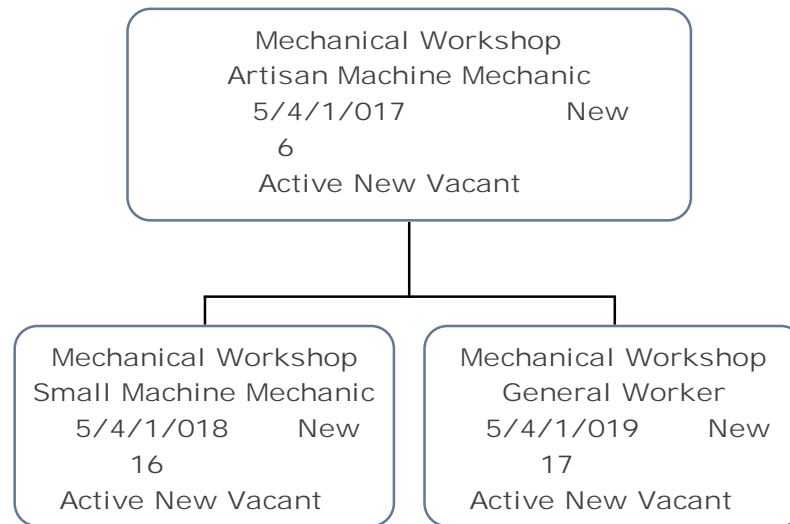 Mechanical Workshop
Artisan Machine Mechanic
5/4/1/017 New
6
Active New Vacant
Mechanical Workshop
Small Machine Mechanic
5/4/1/018 New
16
Active New Vacant
Mechanical Workshop
General Worker
5/4/1/019 New
17
Active New Vacant